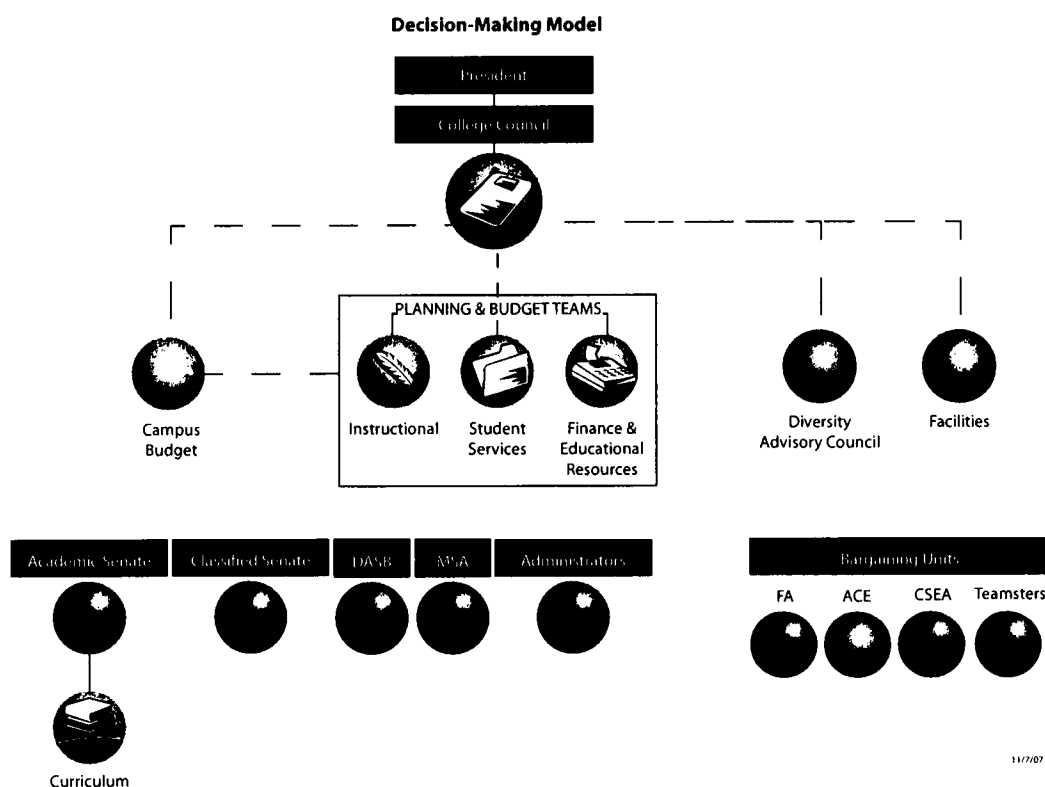 Decision-Making Model
President
College Council
PLANNING & BUDGET TEAMS
Campus
Budget
Instructional
Student
Services
Finance &
Educational
Resources
Diversity
Advisory Council
Facilities
Academic Senate
Classified Senate
DASB
MSA
Administrators
Bargaining Units
FA
ACE
CSEA
Teamsters
Curriculum
11/7/07